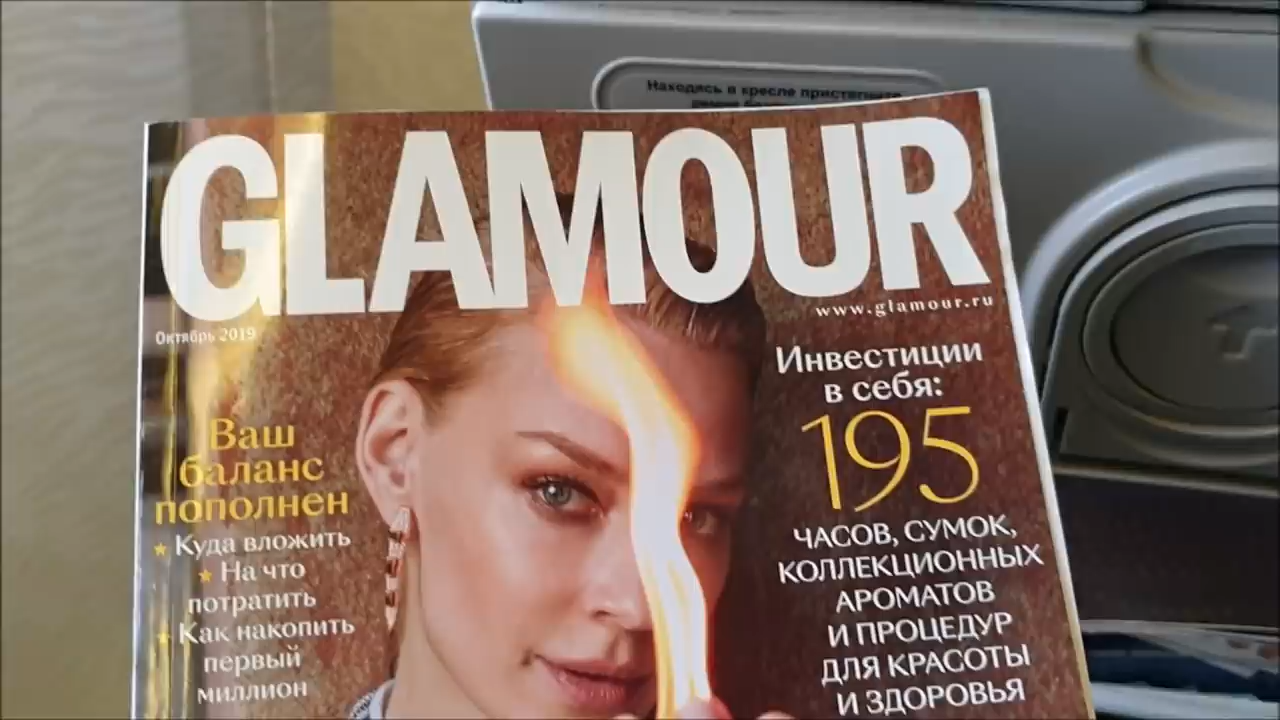 Находясь в кресле пристегните
GLAMOUR
www.glamour.ru
Октябрь 2019
Ваш
баланс
пополнен
★ Куда вложить
★ На что
потратить
★ Как накопить
первый
миллион
Инвестиции
в себя:
195
ЧАСОВ, СУМОК,
КОЛЛЕКЦИОННЫХ
АРОМАТОВ
И ПРОЦЕДУР
ДЛЯ КРАСОТЫ
И ЗДОРОВЬЯ